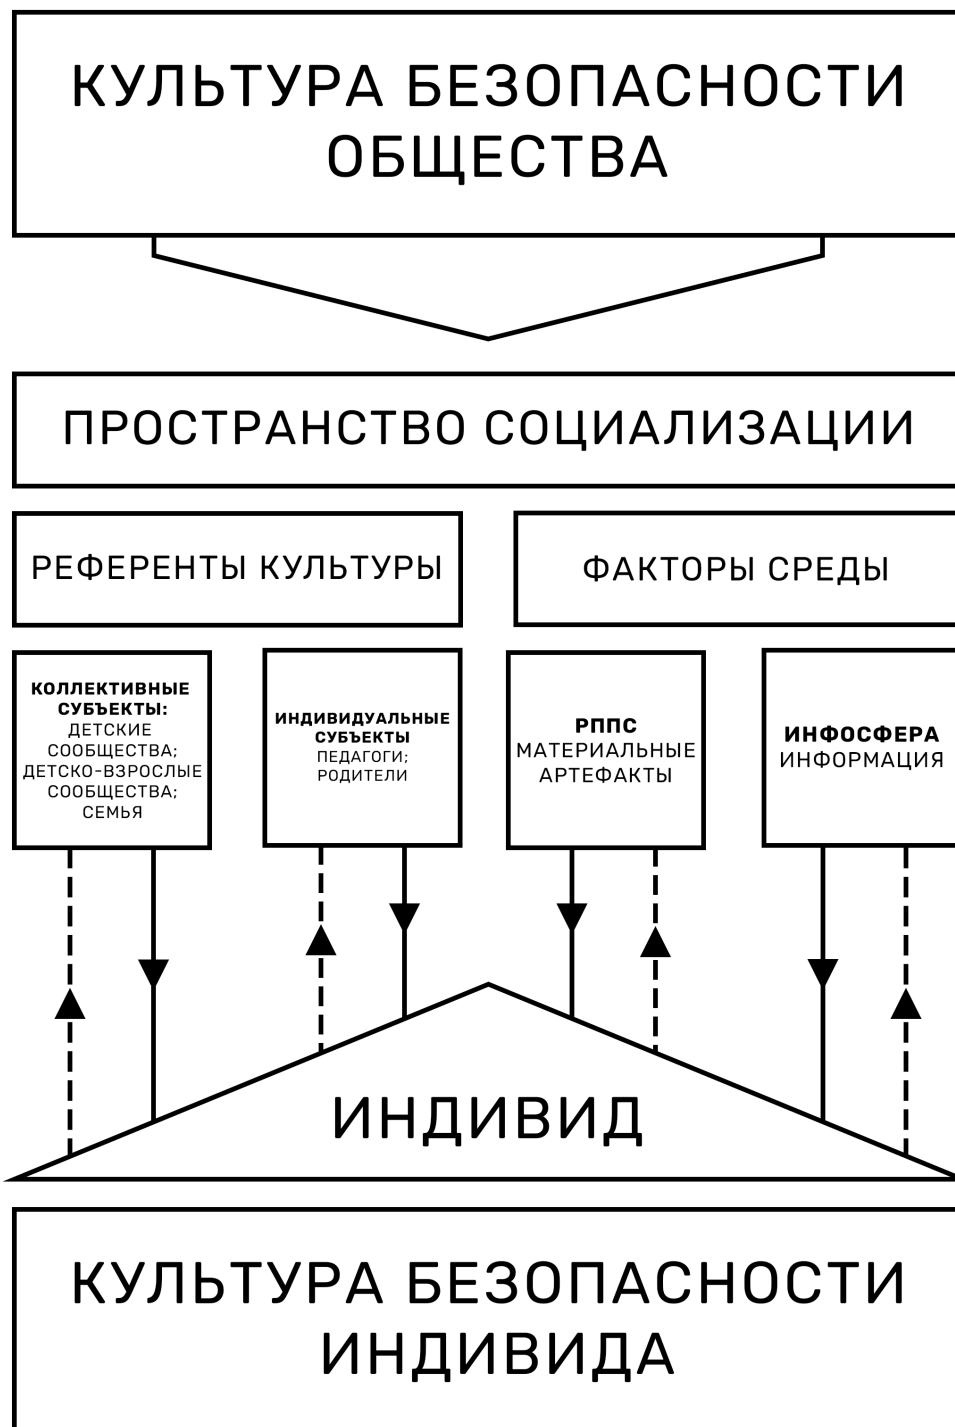 КУЛЬТУРА БЕЗОПАСНОСТИ
ОБЩЕСТВА
ПРОСТРАНСТВО СОЦИАЛИЗАЦИИ
РЕФЕРЕНТЫ КУЛЬТУРЫ
ФАКТОРЫ СРЕДЫ
КОЛЛЕКТИВНЫЕ
СУБЪЕКТЫ:
ДЕТСКИЕ
СООБЩЕСТВА;
ДЕТСКО-ВЗРОСЛЫЕ
СООБЩЕСТВА;
СЕМЬЯ
ИНДИВИДУАЛЬНЫЕ
СУБЪЕКТЫ
ПЕДАГОГИ;
РОДИТЕЛИ
РППС
МАТЕРИАЛЬНЫЕ
АРТЕФАКТЫ
ИНФОСФЕРА
ИНФОРМАЦИЯ
ИНДИВИД
КУЛЬТУРА БЕЗОПАСНОСТИ
ИНДИВИДА